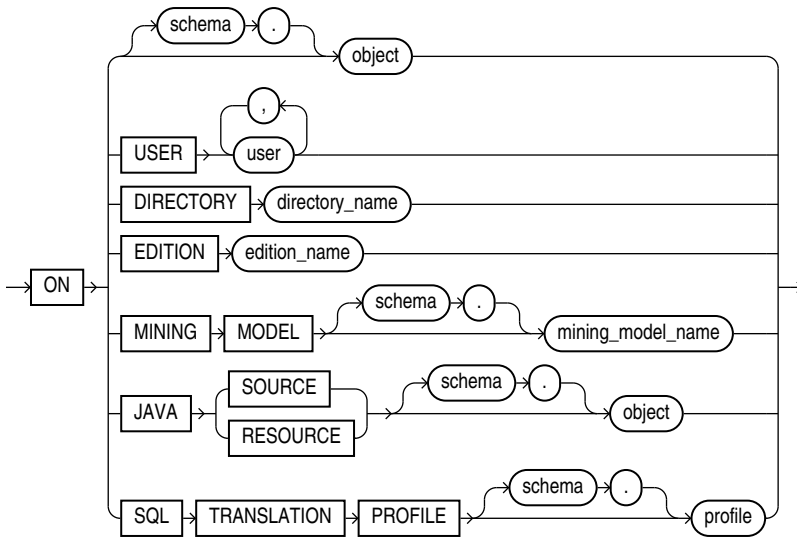 schema .
object
,
USER user
DIRECTORY directory_name
EDITION edition_name
ON
schema .
MINING MODEL mining_model_name
SOURCE schema .
JAVA object
RESOURCE
schema .
SQL TRANSLATION PROFILE profile